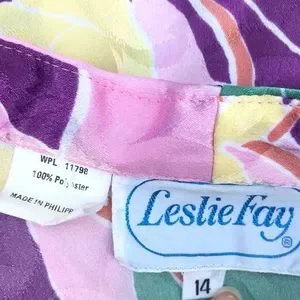 WPL 11798
100% Polyester
MADE IN PHILIPP
Leslie Fay
®
14